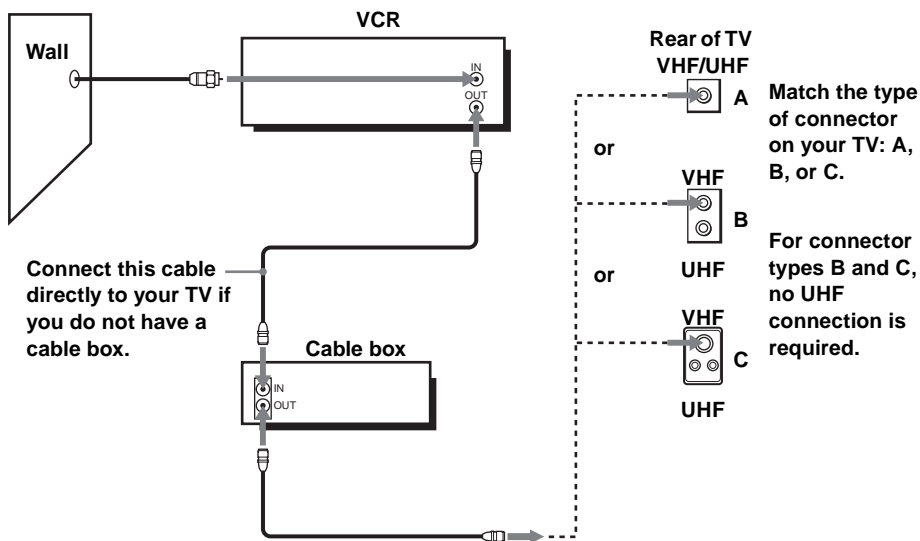 VCR
Wall
IN
OUT
Rear of TV
VHF/UHF
A
Match the type
of connector
on your TV: A,
B, or C.
or
VHF
B
UHF
For connector
types B and C,
no UHF
connection is
required.
or
VHF
C
UHF
Connect this cable
directly to your TV if
you do not have a
cable box.
Cable box
IN
OUT